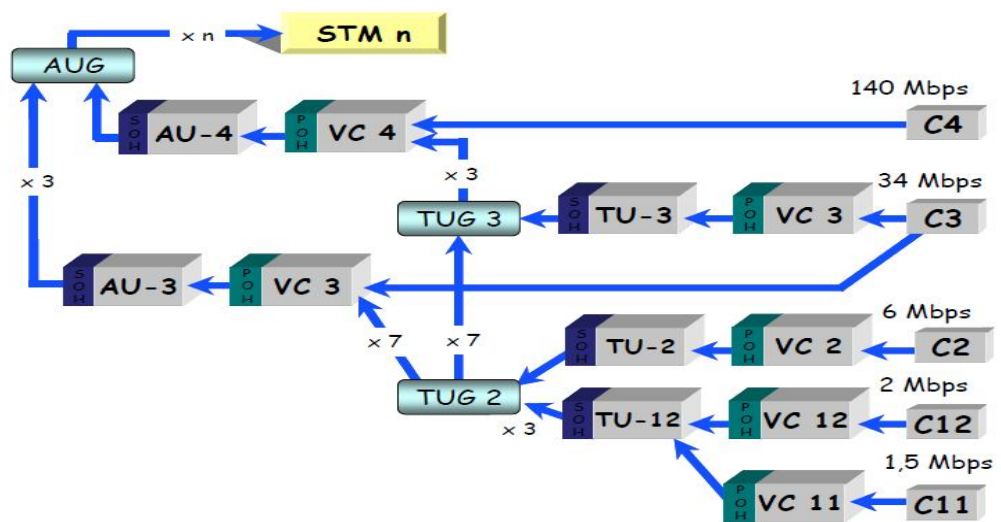 x n
STM n
AUG
140 Mbps
SOH
AU-4
POH
VC 4
C4
x 3
x 3
34 Mbps
TUG 3
SOH
TU-3
POH
VC 3
C3
SOH
AU-3
POH
VC 3
6 Mbps
x 7
x 7
SOH
TU-2
POH
VC 2
C2
TUG 2
2 Mbps
x 3
SOH
TU-12
POH
VC 12
C12
1,5 Mbps
POH
VC 11
C11